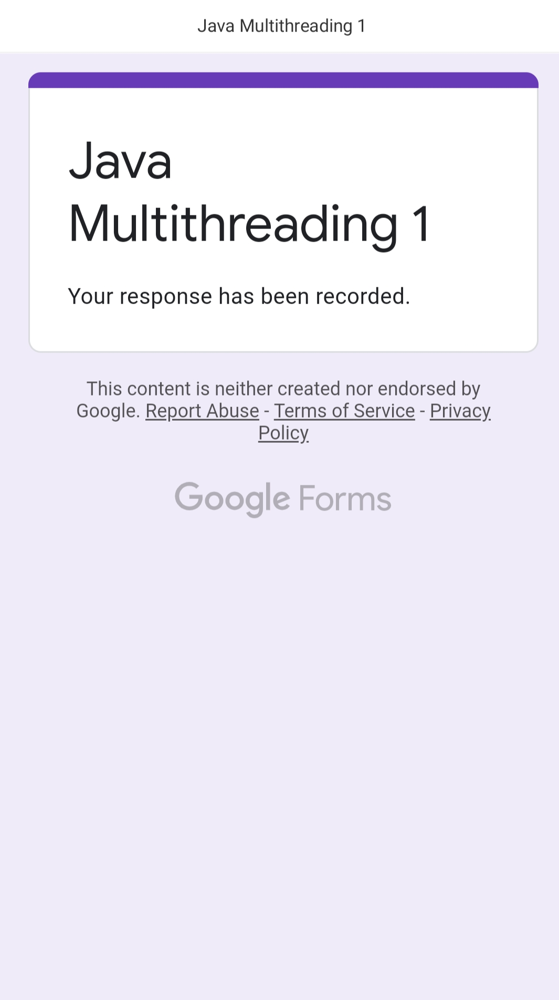 Java Multithreading 1
Java
Multithreading 1
Your response has been recorded.
This content is neither created nor endorsed by
Google. Report Abuse - Terms of Service - Privacy
Policy
Google Forms